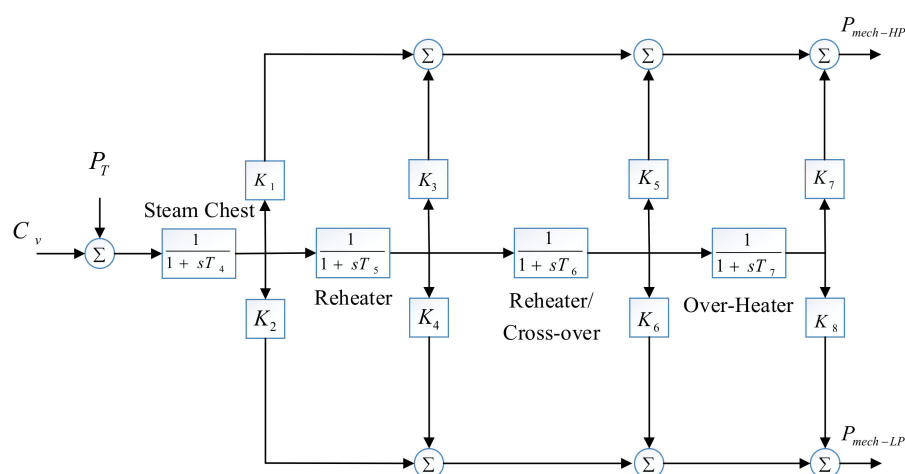 P_mech-HP
Σ Σ Σ
K_1 K_3 K_5 K_7
P_T
Steam Chest
C_v
Σ
1 / 1 + sT_4
1 / 1 + sT_5
1 / 1 + sT_6
1 / 1 + sT_7
Reheater
Reheater/
Cross-over
Over-Heater
K_2 K_4 K_6 K_8
P_mech-LP
Σ Σ Σ